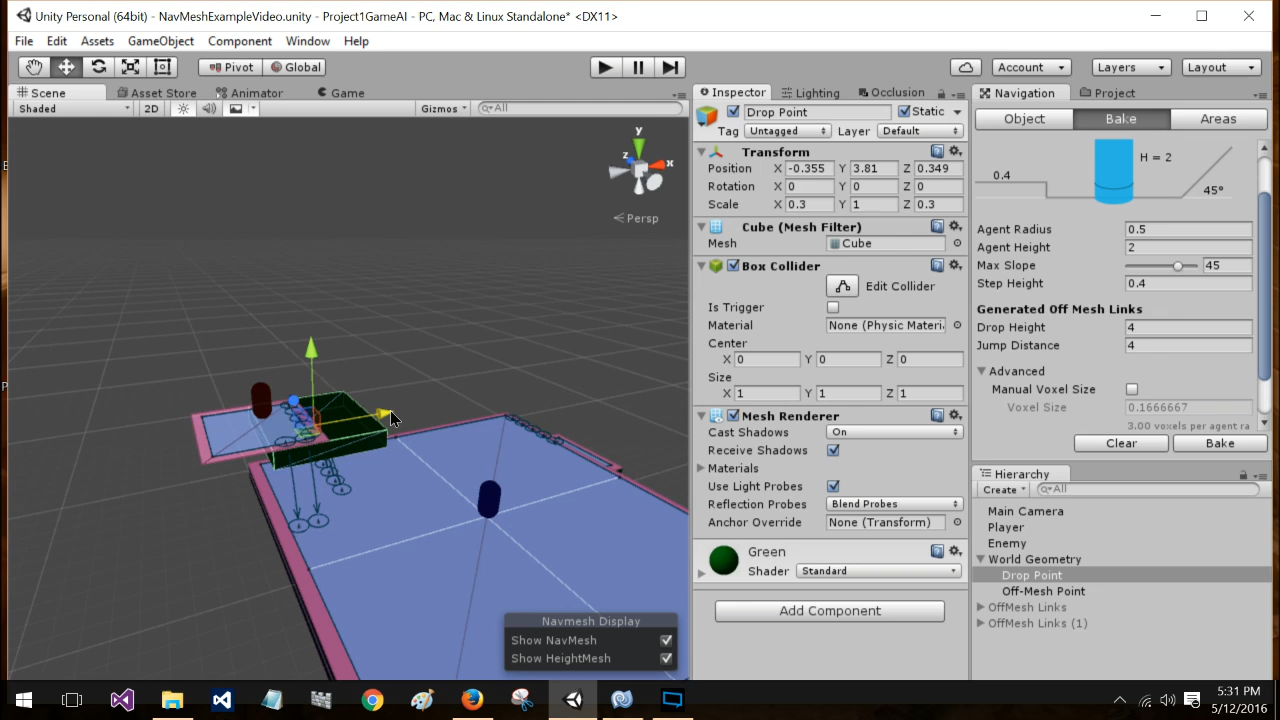 Unity Personal (64bit) - NavMeshExampleVideo.unity - Project1GameAI - PC, Mac & Linux Standalone* <DX11>
File Edit Assets GameObject Component Window Help
Pivot Global Account Layers Layout
Scene Asset Store Animator Game
Shaded 2D Gizmos All
y
z x
Persp
Navmesh Display
Show NavMesh
Show HeightMesh
Inspector Lighting Occlusion
Drop Point Static
Tag Untagged Layer Default
Transform
Position X -0.355 Y 3.81 Z 0.349
Rotation X 0 Y 0 Z 0
Scale X 0.3 Y 1 Z 0.3
Cube (Mesh Filter)
Mesh Cube
Box Collider
Edit Collider
Is Trigger
Material None (Physic Materi
Center
X 0 Y 0 Z 0
Size
X 1 Y 1 Z 1
Mesh Renderer
Cast Shadows On
Receive Shadows
Materials
Use Light Probes
Reflection Probes Blend Probes
Anchor Override None (Transform)
Green
Shader Standard
Add Component
Navigation Project
Object Bake Areas
H = 2
0.4
45°
Agent Radius 0.5
Agent Height 2
Max Slope 45
Step Height 0.4
Generated Off Mesh Links
Drop Height 4
Jump Distance 4
Advanced
Manual Voxel Size
Voxel Size 0.1666667
3.00 voxels per agent ra
Clear Bake
Hierarchy
Create All
Main Camera
Player
Enemy
World Geometry
Drop Point
Off-Mesh Point
OffMesh Links
OffMesh Links (1)
5:31 PM
5/12/2016